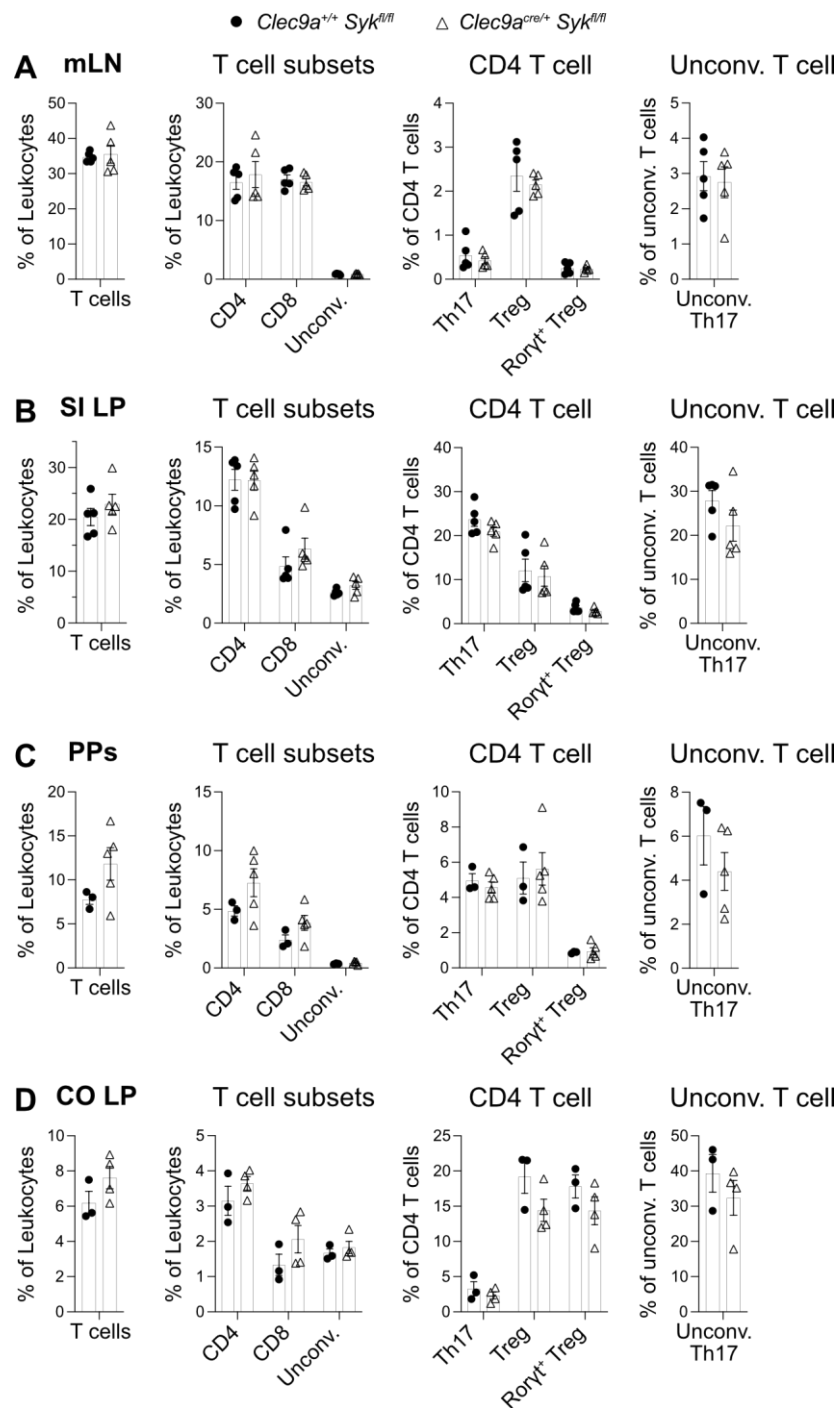 ● Clec9a+/+ Sykfl/fl △ Clec9acre/+ Sykfl/fl
A mLN T cell subsets CD4 T cell Unconv. T cell
% of Leukocytes
50
40
30
20
10
0
T cells
% of Leukocytes
30
20
10
0
CD4
CD8
Unconv.
% of CD4 T cells
4
3
2
1
0
Th17
Treg
Rorγt+ Treg
% of unconv. T cells
5
4
3
2
1
0
Unconv.
Th17
B SI LP T cell subsets CD4 T cell Unconv. T cell
% of Leukocytes
30
20
10
0
T cells
% of Leukocytes
15
10
5
0
CD4
CD8
Unconv.
% of CD4 T cells
40
30
20
10
0
Th17
Treg
Rorγt+ Treg
% of unconv. T cells
40
30
20
10
0
Unconv.
Th17
C PPs T cell subsets CD4 T cell Unconv. T cell
% of Leukocytes
20
15
10
5
0
T cells
% of Leukocytes
15
10
5
0
CD4
CD8
Unconv.
% of CD4 T cells
10
8
6
4
2
0
Th17
Treg
Rorγt+ Treg
% of unconv. T cells
8
6
4
2
0
Unconv.
Th17
D CO LP T cell subsets CD4 T cell Unconv. T cell
% of Leukocytes
10
8
6
4
2
0
T cells
% of Leukocytes
5
4
3
2
1
0
CD4
CD8
Unconv.
% of CD4 T cells
25
20
15
10
5
0
Th17
Treg
Rorγt+ Treg
% of unconv. T cells
50
40
30
20
10
0
Unconv.
Th17